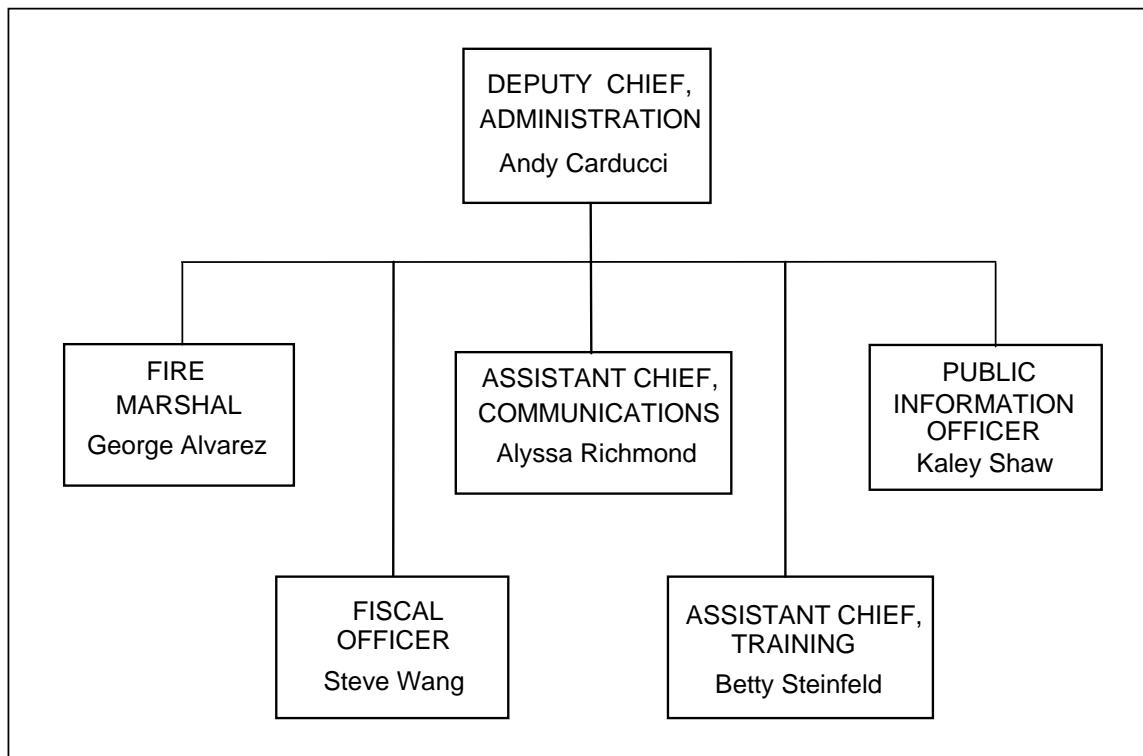 DEPUTY CHIEF,
ADMINISTRATION
Andy Carducci
FIRE
MARSHAL
George Alvarez
ASSISTANT CHIEF,
COMMUNICATIONS
Alyssa Richmond
PUBLIC
INFORMATION
OFFICER
Kaley Shaw
FISCAL
OFFICER
Steve Wang
ASSISTANT CHIEF,
TRAINING
Betty Steinfeld